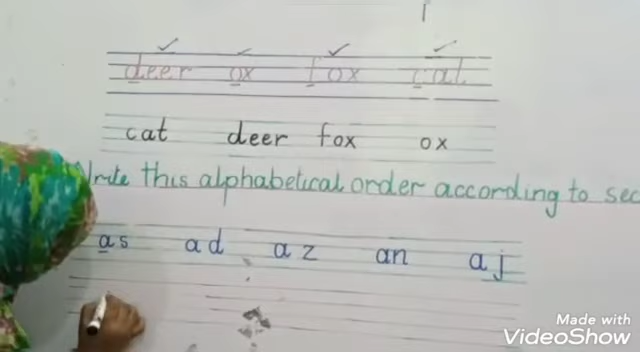 deer ox fox cat
cat deer fox ox
Write this alphabetical order according to sec
as ad az an aj
Made with
VideoShow